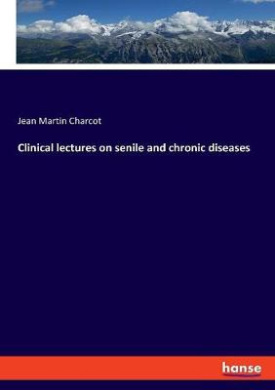 Jean Martin Charcot
Clinical lectures on senile and chronic diseases
hanse